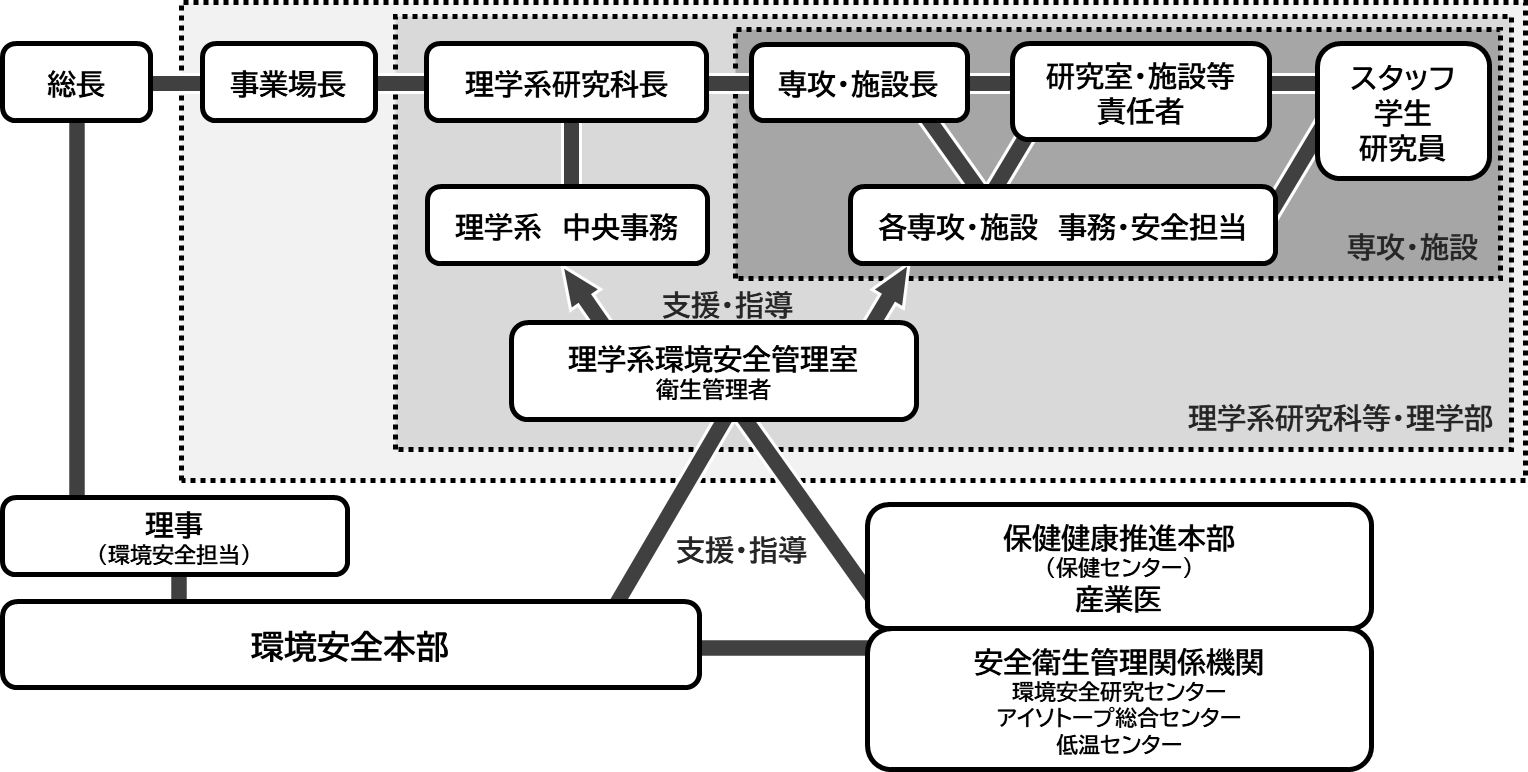 総長
事業場長
理学系研究科長
専攻・施設長
研究室・施設等
責任者
スタッフ
学生
研究員
理学系　中央事務
各専攻・施設　事務・安全担当
専攻・施設
支援・指導
理学系環境安全管理室
衛生管理者
理学系研究科等・理学部
理事
（環境安全担当）
支援・指導
保健健康推進本部
（保健センター）
産業医
環境安全本部
安全衛生管理関係機関
環境安全研究センター
アイソトープ総合センター
低温センター